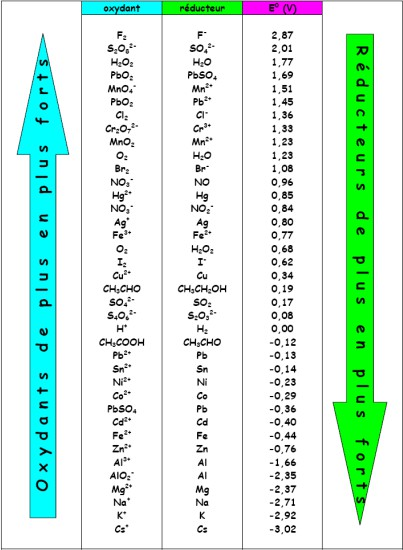 oxydant réducteur E⁰ (V)
F₂ F⁻ 2,87
S₂O₈²⁻ SO₄²⁻ 2,01
H₂O₂ H₂O 1,77
PbO₂ PbSO₄ 1,69
MnO₄⁻ Mn²⁺ 1,51
PbO₂ Pb²⁺ 1,45
Cl₂ Cl⁻ 1,36
Cr₂O₇²⁻ Cr³⁺ 1,33
MnO₂ Mn²⁺ 1,23
O₂ H₂O 1,23
Br₂ Br⁻ 1,08
NO₃⁻ NO 0,96
Hg²⁺ Hg 0,85
NO₃⁻ NO₂⁻ 0,84
Ag⁺ Ag 0,80
Fe³⁺ Fe²⁺ 0,77
O₂ H₂O₂ 0,68
I₂ I⁻ 0,62
Cu²⁺ Cu 0,34
CH₃CHO CH₃CH₂OH 0,19
SO₄²⁻ SO₂ 0,17
S₄O₆²⁻ S₂O₃²⁻ 0,08
H⁺ H₂ 0,00
CH₃COOH CH₃CHO -0,12
Pb²⁺ Pb -0,13
Sn²⁺ Sn -0,14
Ni²⁺ Ni -0,23
Co²⁺ Co -0,29
PbSO₄ Pb -0,36
Cd²⁺ Cd -0,40
Fe²⁺ Fe -0,44
Zn²⁺ Zn -0,76
Al³⁺ Al -1,66
AlO₂⁻ Al -2,35
Mg²⁺ Mg -2,37
Na⁺ Na -2,71
K⁺ K -2,92
Cs⁺ Cs -3,02
Oxydants de plus en plus forts
Réducteurs de plus en plus forts